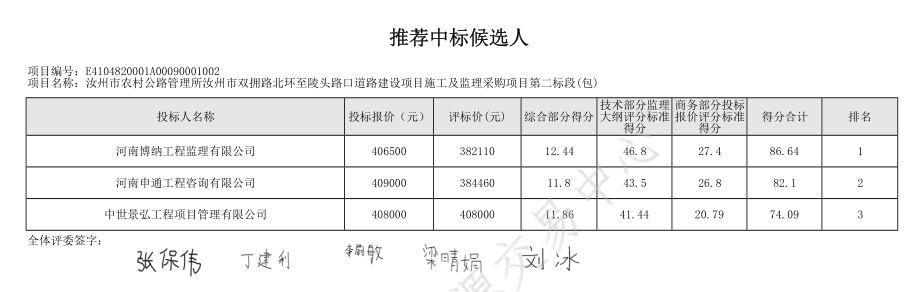 推荐中标候选人
项目编号：E4104820001A00090001002
项目名称：汝州市农村公路管理所汝州市双拥路北环至陵头路口道路建设项目施工及监理采购项目第二标段(包)
投标人名称 投标报价（元） 评标价(元) 综合部分得分 技术部分监理大纲评分标准得分 商务部分投标报价评分标准得分 得分合计 排名
河南博纳工程监理有限公司 406500 382110 12.44 46.8 27.4 86.64 1
河南申通工程咨询有限公司 409000 384460 11.8 43.5 26.8 82.1 2
中世景弘工程项目管理有限公司 408000 408000 11.86 41.44 20.79 74.09 3
全体评委签字：
张保伟 丁建利 李蔚敏 梁晴娟 刘冰
源交易中心